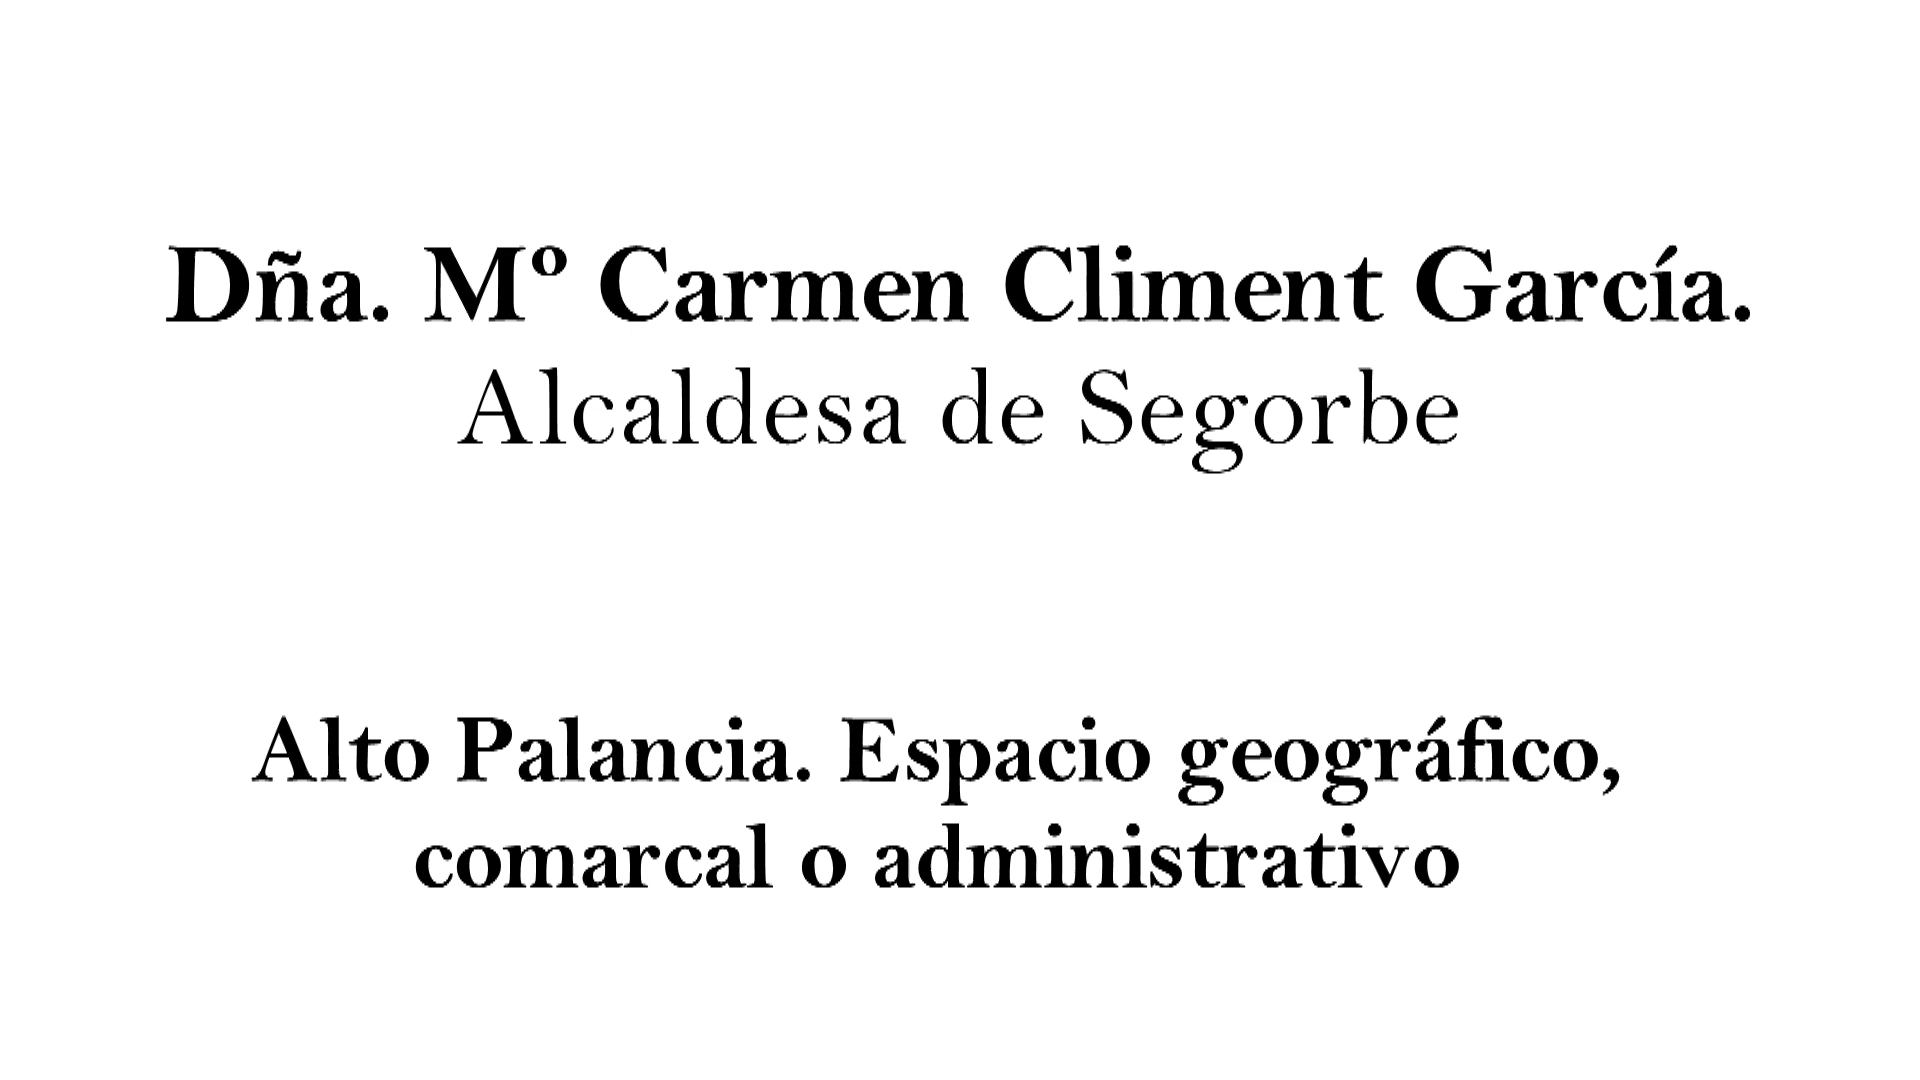 Dña. Mº Carmen Climent García.
Alcaldesa de Segorbe
Alto Palancia. Espacio geográfico,
comarcal o administrativo